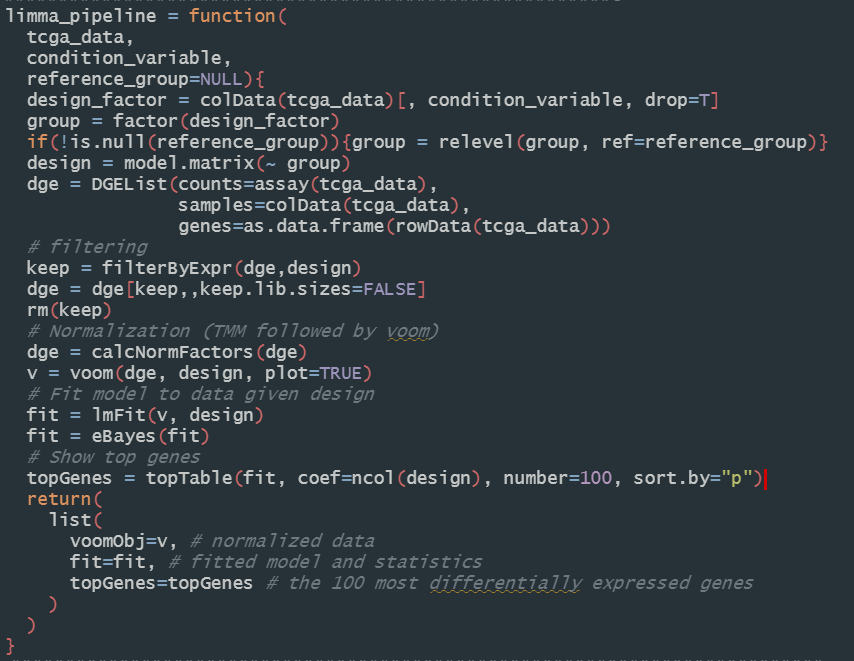 limma_pipeline = function(
  tcga_data,
  condition_variable,
  reference_group=NULL){
  design_factor = colData(tcga_data)[, condition_variable, drop=T]
  group = factor(design_factor)
  if(!is.null(reference_group)){group = relevel(group, ref=reference_group)}
  design = model.matrix(~ group)
  dge = DGEList(counts=assay(tcga_data),
                samples=colData(tcga_data),
                genes=as.data.frame(rowData(tcga_data)))
  # filtering
  keep = filterByExpr(dge,design)
  dge = dge[keep,,keep.lib.sizes=FALSE]
  rm(keep)
  # Normalization (TMM followed by voom)
  dge = calcNormFactors(dge)
  v = voom(dge, design, plot=TRUE)
  # Fit model to data given design
  fit = lmFit(v, design)
  fit = eBayes(fit)
  # Show top genes
  topGenes = topTable(fit, coef=ncol(design), number=100, sort.by="p")
  return(
    list(
      voomObj=v, # normalized data
      fit=fit, # fitted model and statistics
      topGenes=topGenes # the 100 most differentially expressed genes
    )
  )
}